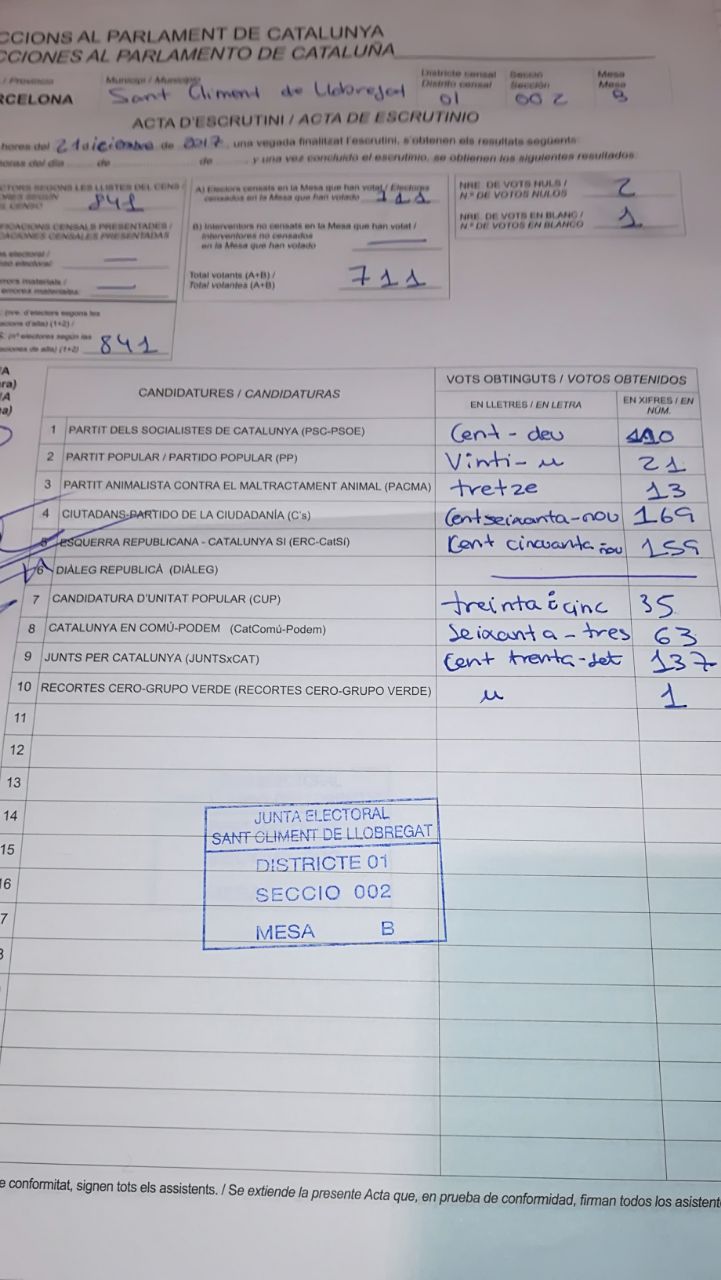 CCIONS AL PARLAMENT DE CATALUNYA
CCIONES AL PARLAMENTO DE CATALUÑA
/ Provincia Municipi / Municipio Districte censal Distrito censal Secció Sección Mesa Mesa
RCELONA Sant Climent de Llobregat 01 002 B
ACTA D'ESCRUTINI / ACTA DE ESCRUTINIO
hores del 21 diciembre de 2017, una vegada finalitzat l'escrutini, s'obtenen els resultats següents:
horas del día de de y una vez concluido el escrutinio, se obtienen los siguientes resultados:
CTORS SEGONS LES LLISTES DEL CENS /
ORES SEGÚN
CENSO 841
FICACIONS CENSALS PRESENTADES /
CACIONES CENSALES PRESENTADAS
s electoral /
so electoral:
rrors materials /
errores materiales:
(nre. d'electors segons les
acions d'alta) (1+2) /
(nº electores según las
aciones de alta) (1+2) 841
A) Electors censats en la Mesa que han votat / Electores
censados en la Mesa que han votado 711
B) Interventors no censats en la Mesa que han votat /
Interventores no censados
en la Mesa que han votado
Total votants (A+B) /
Total votantes (A+B) 711
NRE. DE VOTS NULS /
N.º DE VOTOS NULOS 2
NRE. DE VOTS EN BLANC /
N.º DE VOTOS EN BLANCO 1
A
ra)
A
a)
CANDIDATURES / CANDIDATURAS VOTS OBTINGUTS / VOTOS OBTENIDOS
EN LLETRES / EN LETRA EN XIFRES / EN NÚM.
1 PARTIT DELS SOCIALISTES DE CATALUNYA (PSC-PSOE) Cent - deu 110
2 PARTIT POPULAR / PARTIDO POPULAR (PP) Vinti - u 21
3 PARTIT ANIMALISTA CONTRA EL MALTRACTAMENT ANIMAL (PACMA) tretze 13
4 CIUTADANS-PARTIDO DE LA CIUDADANÍA (C's) Cent seixanta-nou 169
5 ESQUERRA REPUBLICANA - CATALUNYA SÍ (ERC-CatSí) Cent cincuanta nou 159
6 DIÀLEG REPUBLICÀ (DIÀLEG)
7 CANDIDATURA D'UNITAT POPULAR (CUP) treinta i cinc 35
8 CATALUNYA EN COMÚ-PODEM (CatComú-Podem) Seixanta - tres 63
9 JUNTS PER CATALUNYA (JUNTSxCAT) Cent trenta-set 137
10 RECORTES CERO-GRUPO VERDE (RECORTES CERO-GRUPO VERDE) u 1
11
12
13
14
15
16
7
JUNTA ELECTORAL
SANT CLIMENT DE LLOBREGAT
DISTRICTE 01
SECCIO 002
MESA B
e conformitat, signen tots els assistents. / Se extiende la presente Acta que, en prueba de conformidad, firman todos los asistente